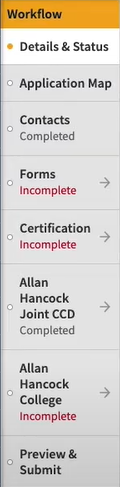 Workflow
Details & Status
Application Map
Contacts
Completed
Forms
Incomplete
Certification
Incomplete
Allan
Hancock
Joint CCD
Completed
Allan
Hancock
College
Incomplete
Preview &
Submit